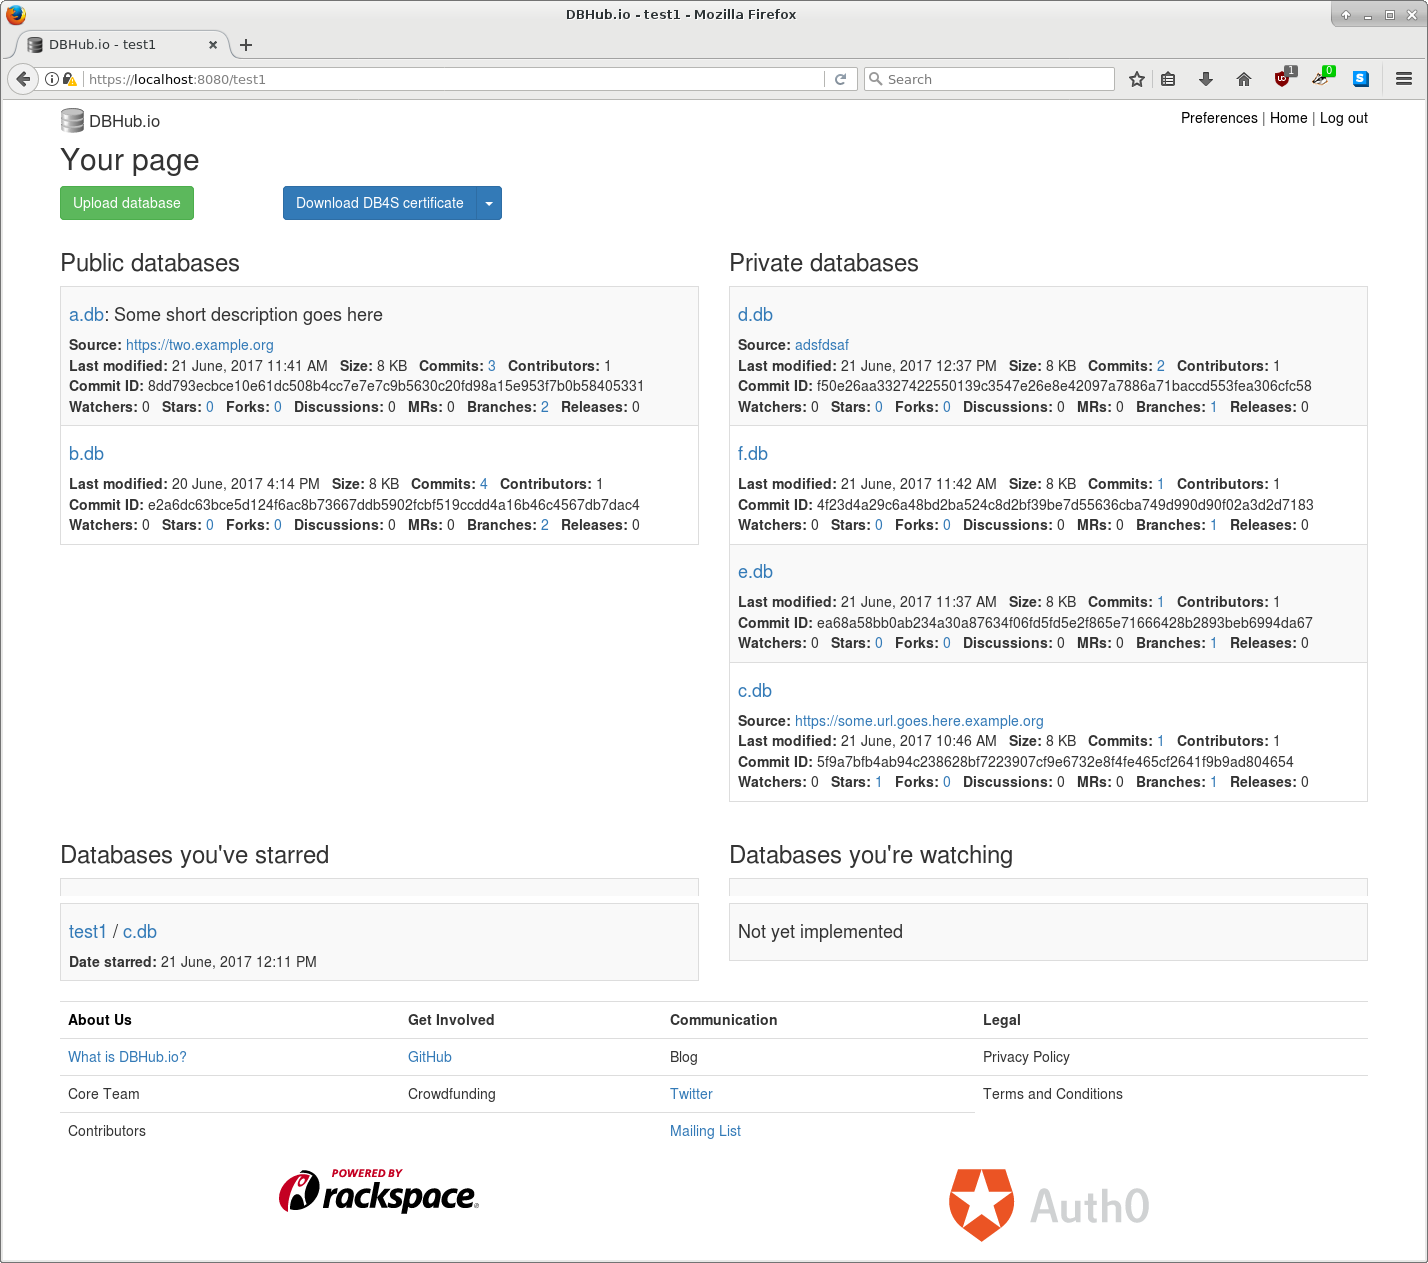 DBHub.io - test1 - Mozilla Firefox
DBHub.io - test1
https://localhost:8080/test1
Search
1
0
S
DBHub.io
Preferences | Home | Log out
Your page
Upload database
Download DB4S certificate
Public databases
a.db: Some short description goes here
Source: https://two.example.org
Last modified: 21 June, 2017 11:41 AM Size: 8 KB Commits: 3 Contributors: 1
Commit ID: 8dd793ecbce10e61dc508b4cc7e7e7c9b5630c20fd98a15e953f7b0b58405331
Watchers: 0 Stars: 0 Forks: 0 Discussions: 0 MRs: 0 Branches: 2 Releases: 0
b.db
Last modified: 20 June, 2017 4:14 PM Size: 8 KB Commits: 4 Contributors: 1
Commit ID: e2a6dc63bce5d124f6ac8b73667ddb5902fcbf519ccdd4a16b46c4567db7dac4
Watchers: 0 Stars: 0 Forks: 0 Discussions: 0 MRs: 0 Branches: 2 Releases: 0
Private databases
d.db
Source: adsfdsaf
Last modified: 21 June, 2017 12:37 PM Size: 8 KB Commits: 2 Contributors: 1
Commit ID: f50e26aa3327422550139c3547e26e8e42097a7886a71baccd553fea306cfc58
Watchers: 0 Stars: 0 Forks: 0 Discussions: 0 MRs: 0 Branches: 1 Releases: 0
f.db
Last modified: 21 June, 2017 11:42 AM Size: 8 KB Commits: 1 Contributors: 1
Commit ID: 4f23d4a29c6a48bd2ba524c8d2bf39be7d55636cba749d990d90f02a3d2d7183
Watchers: 0 Stars: 0 Forks: 0 Discussions: 0 MRs: 0 Branches: 1 Releases: 0
e.db
Last modified: 21 June, 2017 11:37 AM Size: 8 KB Commits: 1 Contributors: 1
Commit ID: ea68a58bb0ab234a30a87634f06fd5fd5e2f865e71666428b2893beb6994da67
Watchers: 0 Stars: 0 Forks: 0 Discussions: 0 MRs: 0 Branches: 1 Releases: 0
c.db
Source: https://some.url.goes.here.example.org
Last modified: 21 June, 2017 10:46 AM Size: 8 KB Commits: 1 Contributors: 1
Commit ID: 5f9a7bfb4ab94c238628bf7223907cf9e6732e8f4fe465cf2641f9b9ad804654
Watchers: 0 Stars: 1 Forks: 0 Discussions: 0 MRs: 0 Branches: 1 Releases: 0
Databases you've starred
test1 / c.db
Date starred: 21 June, 2017 12:11 PM
Databases you're watching
Not yet implemented
About Us Get Involved Communication Legal
What is DBHub.io? GitHub Blog Privacy Policy
Core Team Crowdfunding Twitter Terms and Conditions
Contributors Mailing List
POWERED BY
rackspace®
Auth0